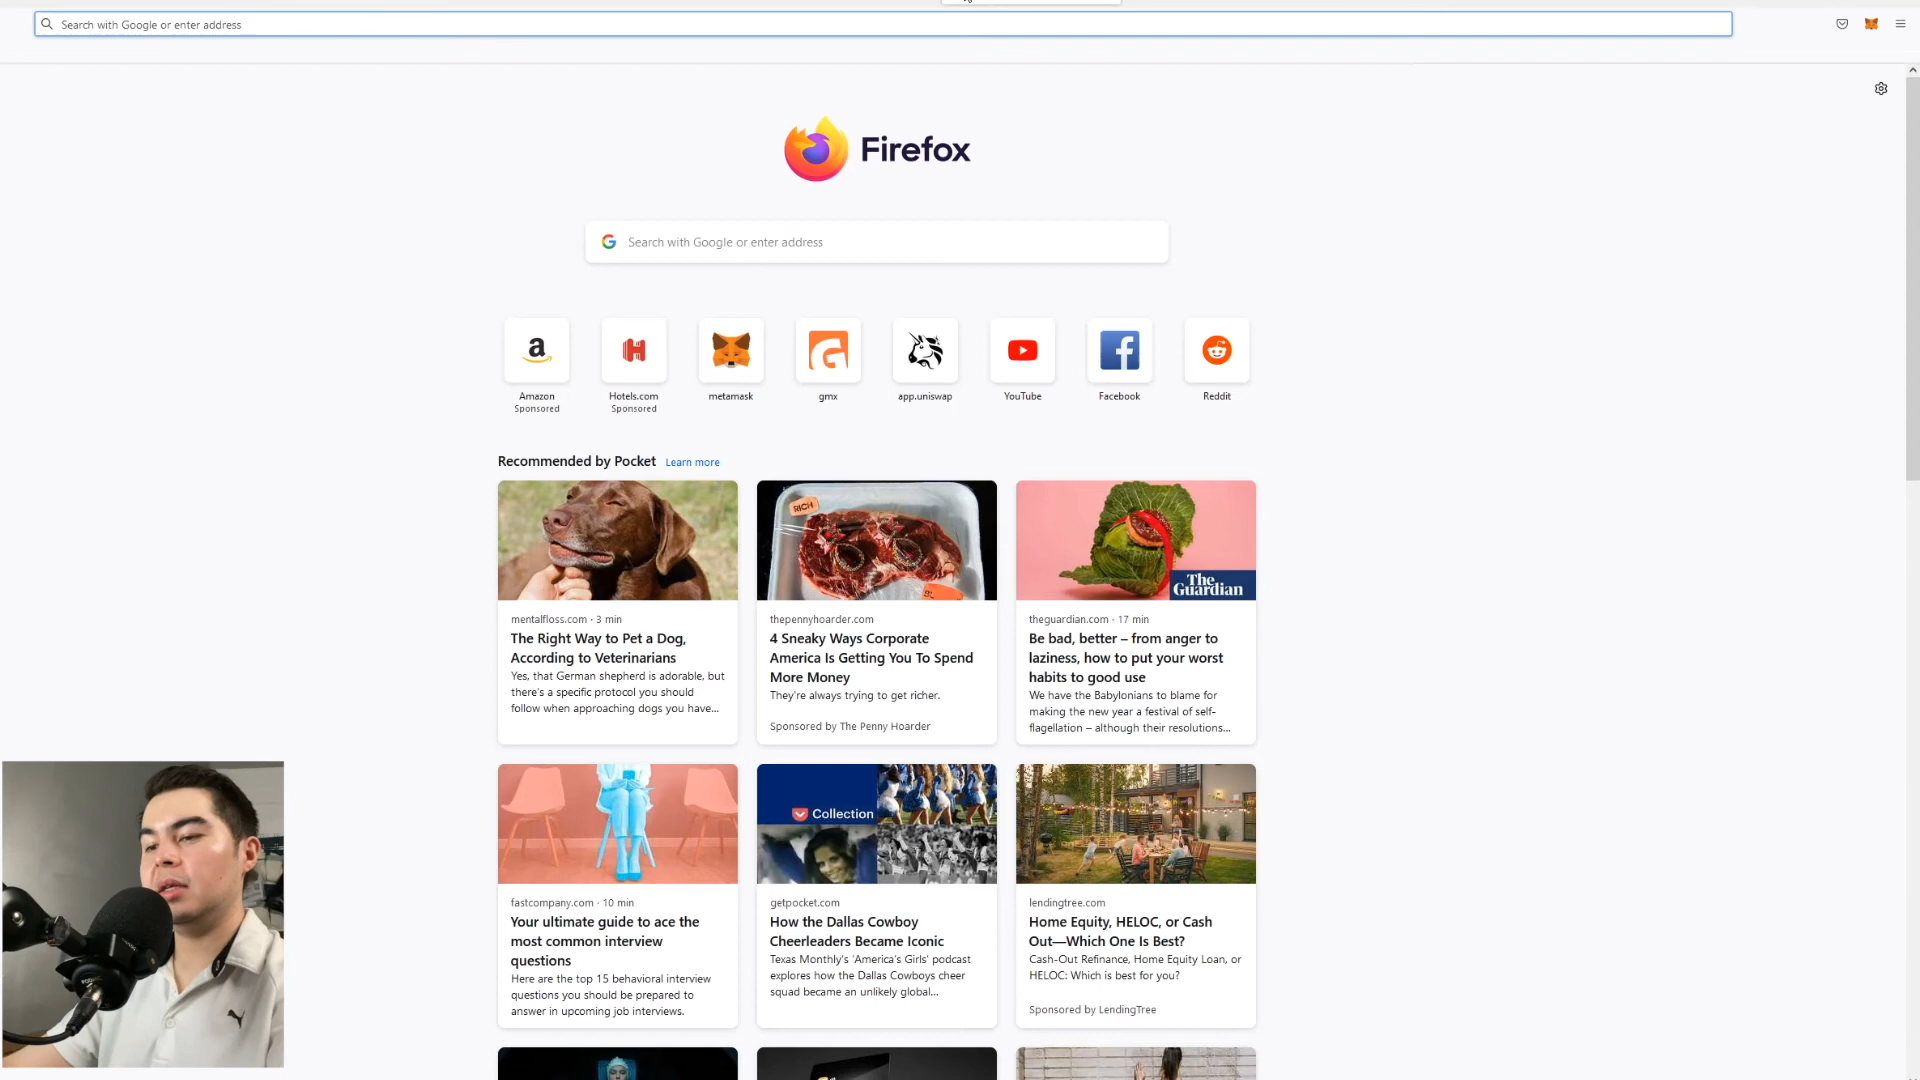 Search with Google or enter address
Firefox
Search with Google or enter address
a
Amazon
Sponsored
Hotels.com
Sponsored
metamask
gmx
app.uniswap
YouTube
Facebook
Reddit
Recommended by Pocket Learn more
RICH
The
Guardian
mentalfloss.com · 3 min
The Right Way to Pet a Dog,
According to Veterinarians
Yes, that German shepherd is adorable, but
there's a specific protocol you should
follow when approaching dogs you have...
thepennyhoarder.com
4 Sneaky Ways Corporate
America Is Getting You To Spend
More Money
They're always trying to get richer.
Sponsored by The Penny Hoarder
theguardian.com · 17 min
Be bad, better – from anger to
laziness, how to put your worst
habits to good use
We have the Babylonians to blame for
making the new year a festival of self-
flagellation – although their resolutions...
Collection
fastcompany.com · 10 min
Your ultimate guide to ace the
most common interview
questions
Here are the top 15 behavioral interview
questions you should be prepared to
answer in upcoming job interviews.
getpocket.com
How the Dallas Cowboy
Cheerleaders Became Iconic
Texas Monthly's 'America's Girls' podcast
explores how the Dallas Cowboys cheer
squad became an unlikely global...
lendingtree.com
Home Equity, HELOC, or Cash
Out—Which One Is Best?
Cash-Out Refinance, Home Equity Loan, or
HELOC: Which is best for you?
Sponsored by LendingTree